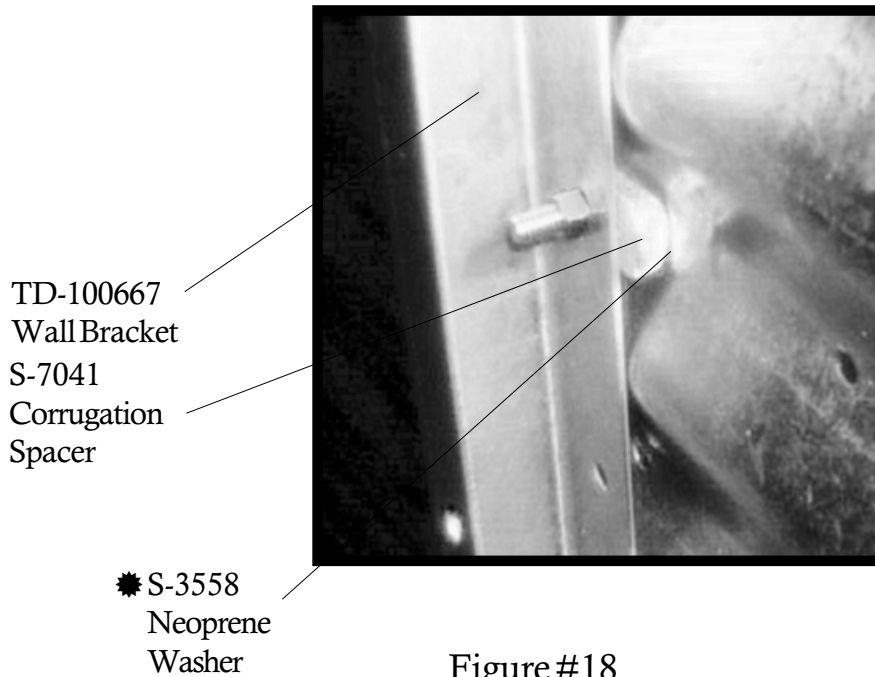 TD-100667
Wall Bracket
S-7041
Corrugation
Spacer
S-3558
Neoprene
Washer
Figure #18